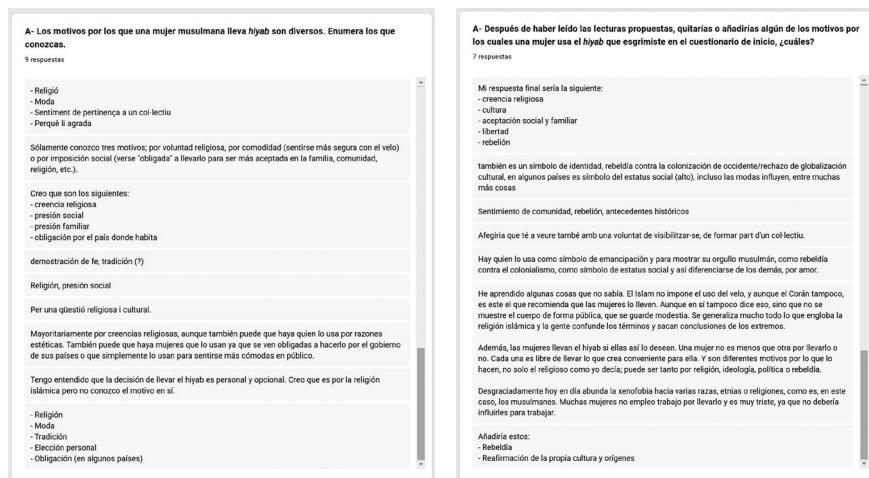 A- Los motivos por los que una mujer musulmana lleva hiyab son diversos. Enumera los que
conozcas.
9 respuestas
- Religió
- Moda
- Sentiment de pertinença a un col·lectiu
- Perquè li agrada
Sólamente conozco tres motivos; por voluntad religiosa, por comodidad (sentirse más segura con el velo)
o por imposición social (verse "obligada" a llevarlo para ser más aceptada en la familia, comunidad,
religión, etc.).
Creo que son los siguientes:
- creencia religiosa
- presión social
- presión familiar
- obligación por el país donde habita
demostración de fe, tradición (?)
Religión, presión social
Per una qüestió religiosa i cultural.
Mayoritariamente por creencias religiosas, aunque también puede que haya quien lo usa por razones
estéticas. También puede que haya mujeres que lo usan ya que se ven obligadas a hacerlo por el gobierno
de sus países o que simplemente lo usan para sentirse más cómodas en público.
Tengo entendido que la decisión de llevar el hiyab es personal y opcional. Creo que es por la religión
islámica pero no conozco el motivo en sí.
- Religión
- Moda
- Tradición
- Elección personal
- Obligación (en algunos países)
A- Después de haber leído las lecturas propuestas, quitarías o añadirías algún de los motivos por
los cuales una mujer usa el hiyab que esgrimiste en el cuestionario de inicio, ¿cuáles?
7 respuestas
Mi respuesta final sería la siguiente:
- creencia religiosa
- cultura
- aceptación social y familiar
- libertad
- rebelión
también es un símbolo de identidad, rebeldía contra la colonización de occidente/rechazo de globalización
cultural, en algunos países es símbolo del estatus social (alto), incluso las modas influyen, entre muchas
más cosas
Sentimiento de comunidad, rebelión, antecedentes históricos
Afegiria que té a veure també amb una voluntat de visibilitzar-se, de formar part d'un col·lectiu.
Hay quien lo usa como símbolo de emancipación y para mostrar su orgullo musulmán, como rebeldía
contra el colonialismo, como símbolo de estatus social y así diferenciarse de los demás, por amor.
He aprendido algunas cosas que no sabía. El Islam no impone el uso del velo, y aunque el Corán tampoco,
es este el que recomienda que las mujeres lo lleven. Aunque en sí tampoco dice eso, sino que no se
muestre el cuerpo de forma pública, que se guarde modestia. Se generaliza mucho todo lo que engloba la
religión islámica y la gente confunde los términos y sacan conclusiones de los extremos.
Además, las mujeres llevan el hiyab si ellas así lo desean. Una mujer no es menos que otra por llevarlo o
no. Cada una es libre de llevar lo que crea conveniente para ella. Y son diferentes motivos por lo que lo
hacen, no solo el religioso como yo decía; puede ser tanto por religión, ideología, política o rebeldía.
Desgraciadamente hoy en día abunda la xenofobia hacia varias razas, etnias o religiones, como es, en este
caso, los musulmanes. Muchas mujeres no empleo trabajo por llevarlo y es muy triste, ya que no debería
influirles para trabajar.
Añadiría estos:
- Rebeldía
- Reafirmación de la propia cultura y orígenes